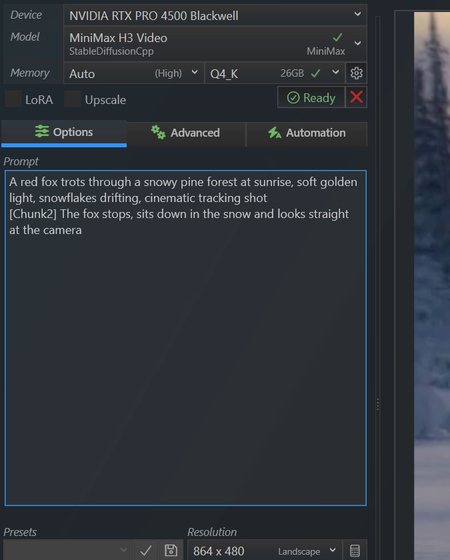 Device
NVIDIA RTX PRO 4500 Blackwell
Model
MiniMax H3 Video
StableDiffusionCpp
MiniMax
Memory
Auto (High)
Q4_K 26GB
LoRA
Upscale
Ready
Options
Advanced
Automation
Prompt
A red fox trots through a snowy pine forest at sunrise, soft golden
light, snowflakes drifting, cinematic tracking shot
[Chunk2] The fox stops, sits down in the snow and looks straight
at the camera
Presets
Resolution
864 x 480 Landscape